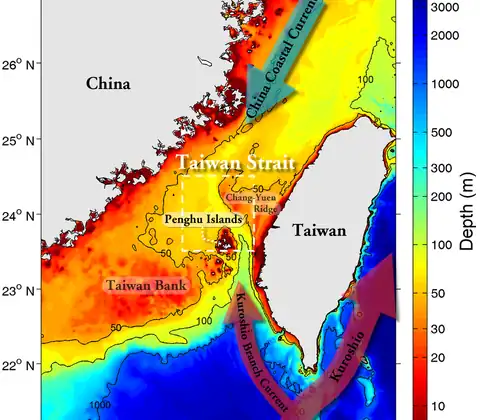 26° N
25° N
24° N
23° N
22° N
China
China Coastal Current
100
Taiwan Strait
50
Chang-Yuen
Ridge
Penghu Islands
Taiwan
50
50
Taiwan Bank
50
100
1000
Kuroshio Branch Current
Kuroshio
3000
2000
1000
500
300
200
100
50
30
20
10
Depth (m)